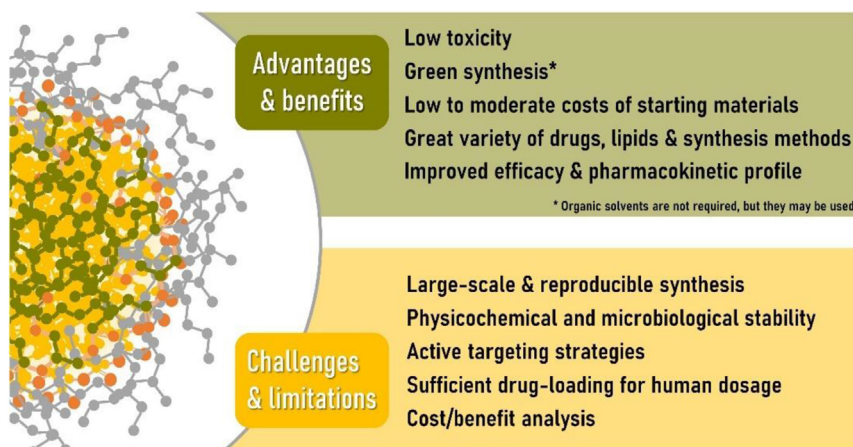 Advantages
& benefits
Low toxicity
Green synthesis*
Low to moderate costs of starting materials
Great variety of drugs, lipids & synthesis methods
Improved efficacy & pharmacokinetic profile
* Organic solvents are not required, but they may be used
Challenges
& limitations
Large-scale & reproducible synthesis
Physicochemical and microbiological stability
Active targeting strategies
Sufficient drug-loading for human dosage
Cost/benefit analysis